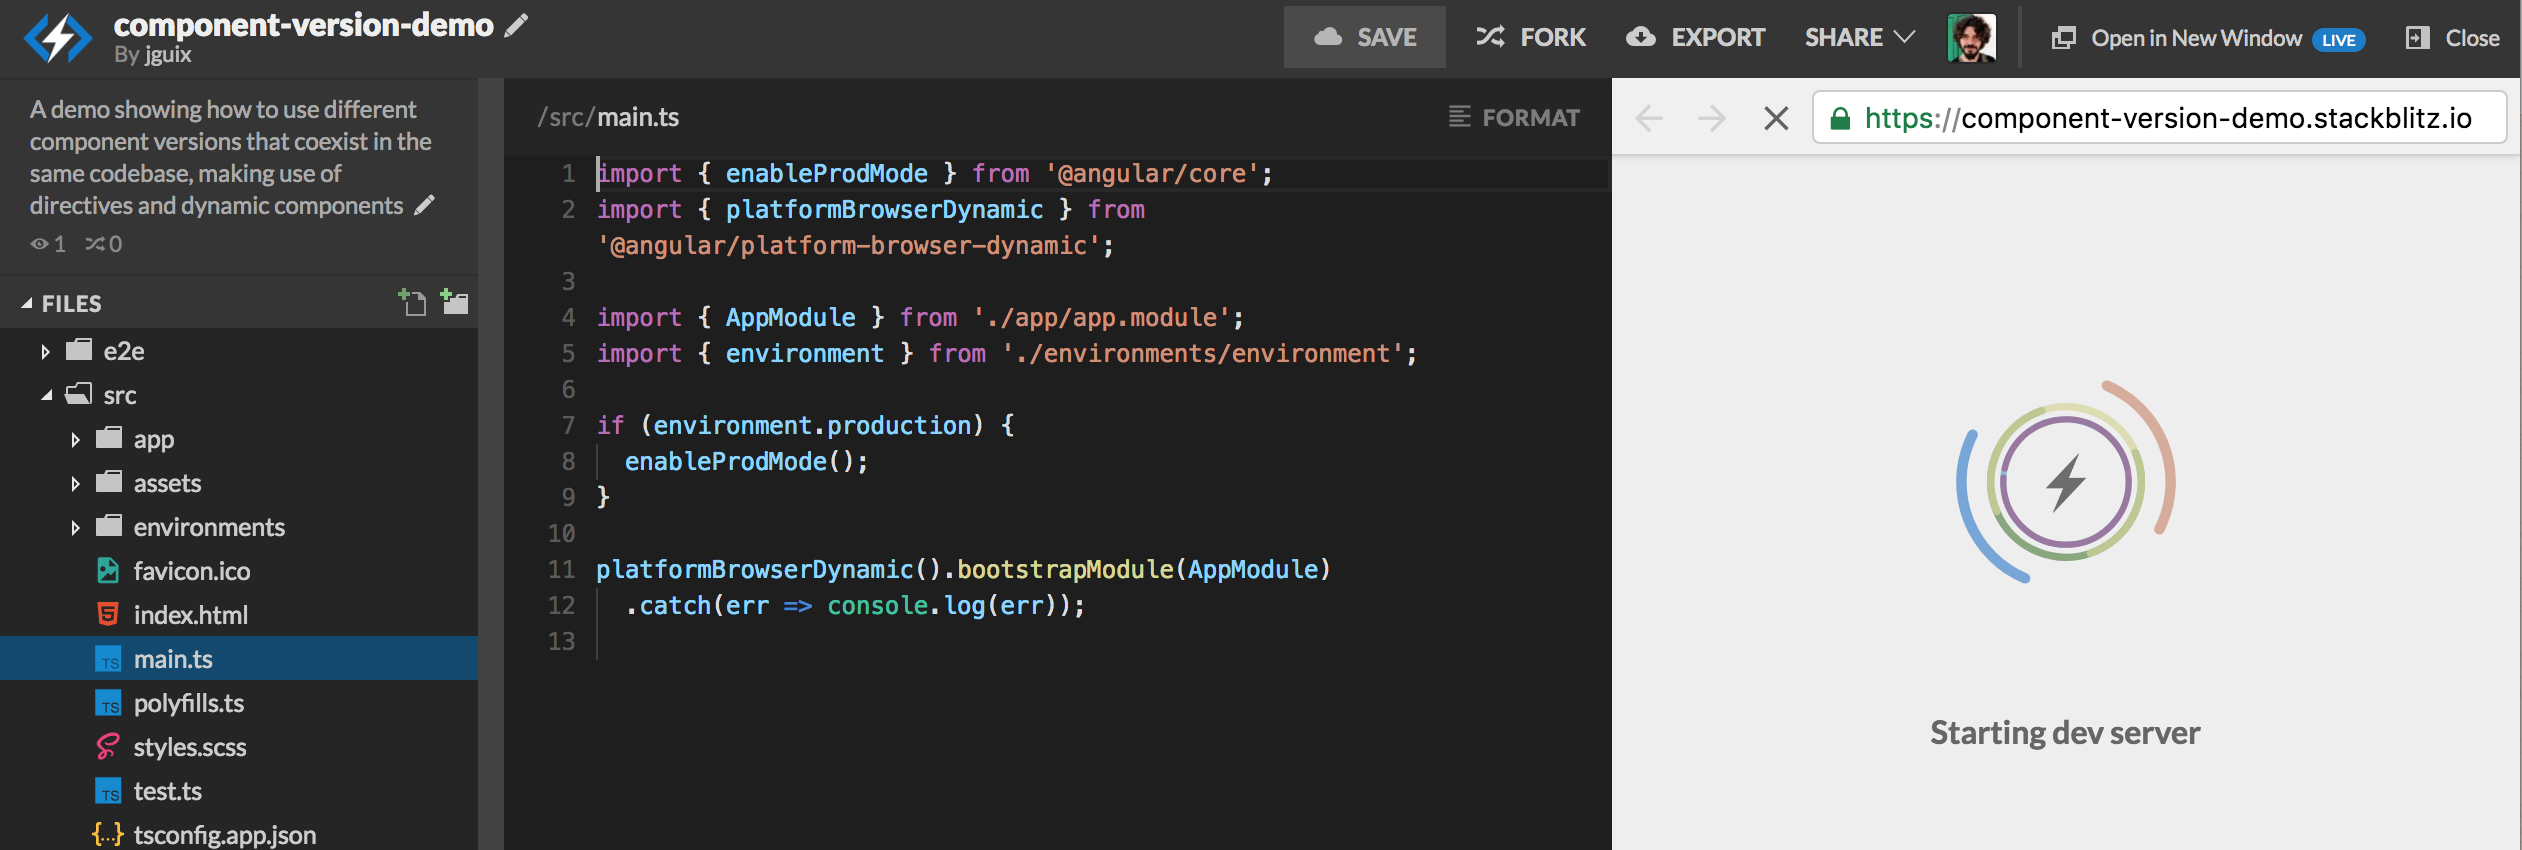 component-version-demo
By jguix
SAVE
FORK
EXPORT
SHARE
Open in New Window LIVE
Close
A demo showing how to use different
component versions that coexist in the
same codebase, making use of
directives and dynamic components
1 0
FILES
e2e
src
app
assets
environments
favicon.ico
index.html
TS main.ts
TS polyfills.ts
styles.scss
TS test.ts
{...} tsconfig.app.json
/src/main.ts
FORMAT
1 import { enableProdMode } from '@angular/core';
2 import { platformBrowserDynamic } from
'@angular/platform-browser-dynamic';
3
4 import { AppModule } from './app/app.module';
5 import { environment } from './environments/environment';
6
7 if (environment.production) {
8 enableProdMode();
9 }
10
11 platformBrowserDynamic().bootstrapModule(AppModule)
12 .catch(err => console.log(err));
13
https://component-version-demo.stackblitz.io
Starting dev server